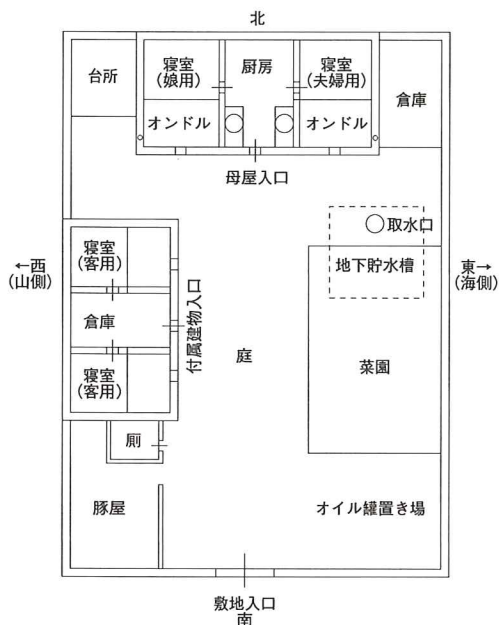 北
台所
寝室
(娘用)
厨房
寝室
(夫婦用)
倉庫
オンドル
オンドル
母屋入口
取水口
地下貯水槽
←西
(山側)
東→
(海側)
寝室
(客用)
倉庫
寝室
(客用)
付属建物入口
庭
菜園
厠
豚屋
オイル罐置き場
敷地入口
南